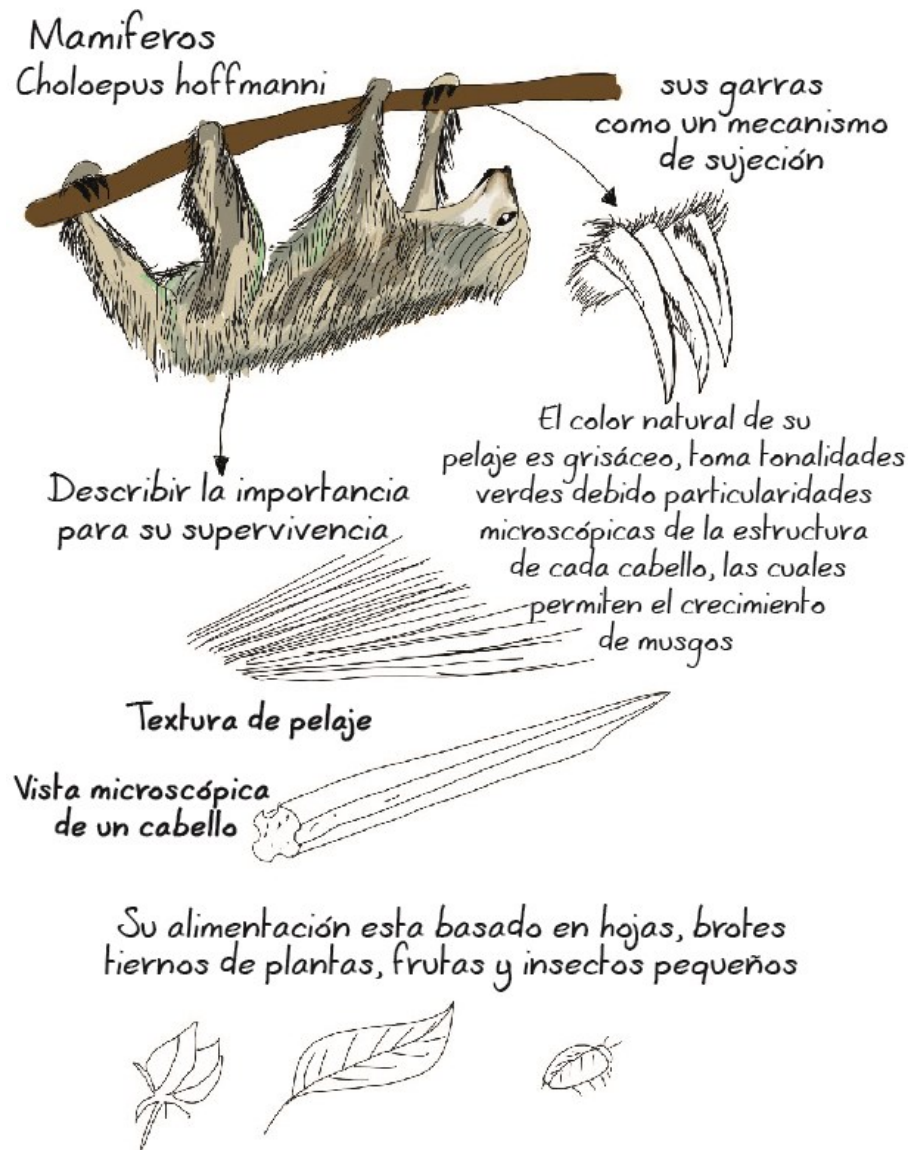 Mamiferos
Choloepus hoffmanni
sus garras
como un mecanismo
de sujeción
El color natural de su
pelaje es grisáceo, toma tonalidades
verdes debido particularidades
microscópicas de la estructura
de cada cabello, las cuales
permiten el crecimiento
de musgos
Describir la importancia
para su supervivencia
Textura de pelaje
Vista microscópica
de un cabello
Su alimentación esta basado en hojas, brotes
tiernos de plantas, frutas y insectos pequeños